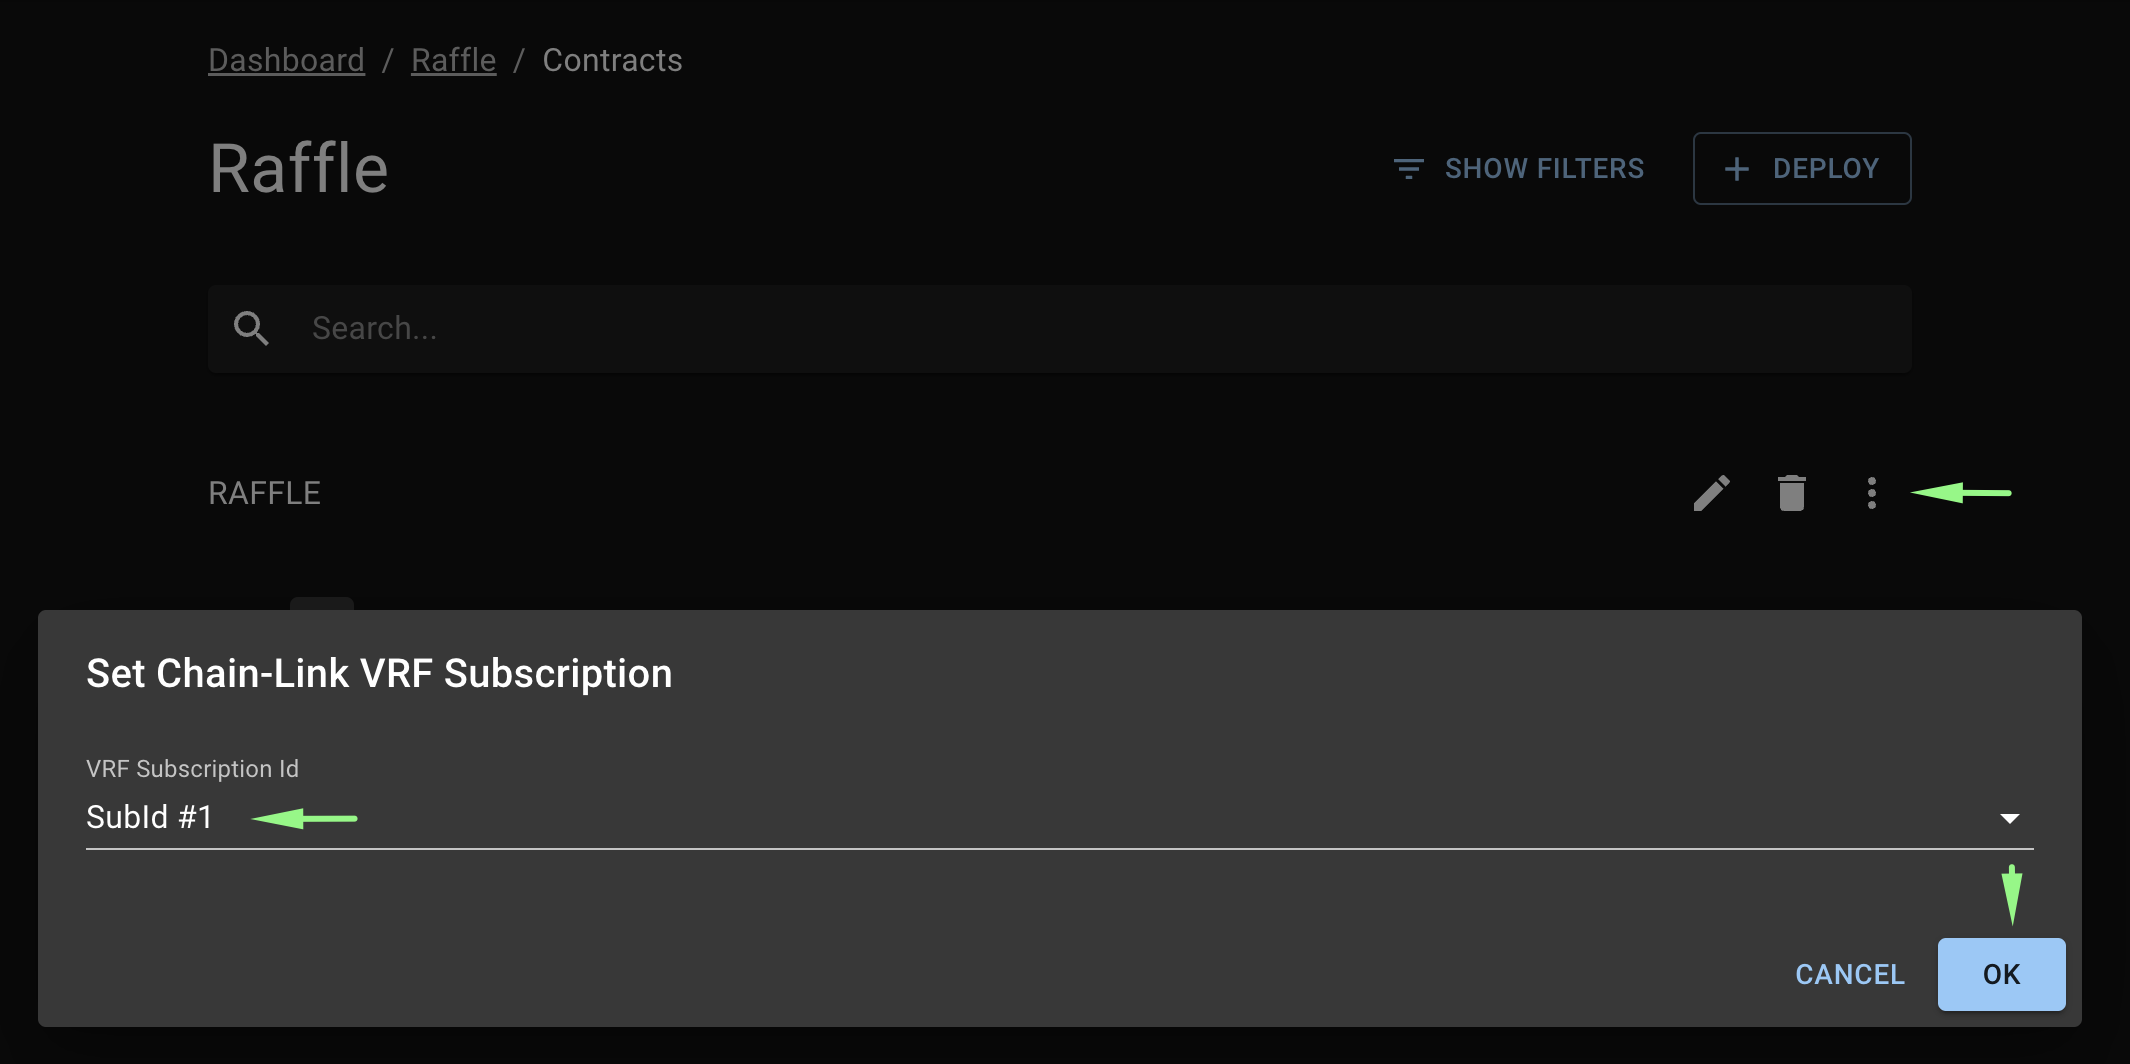 Dashboard / Raffle / Contracts
Raffle
SHOW FILTERS
DEPLOY
Search...
RAFFLE
Set Chain-Link VRF Subscription
VRF Subscription Id
SubId #1
CANCEL
OK